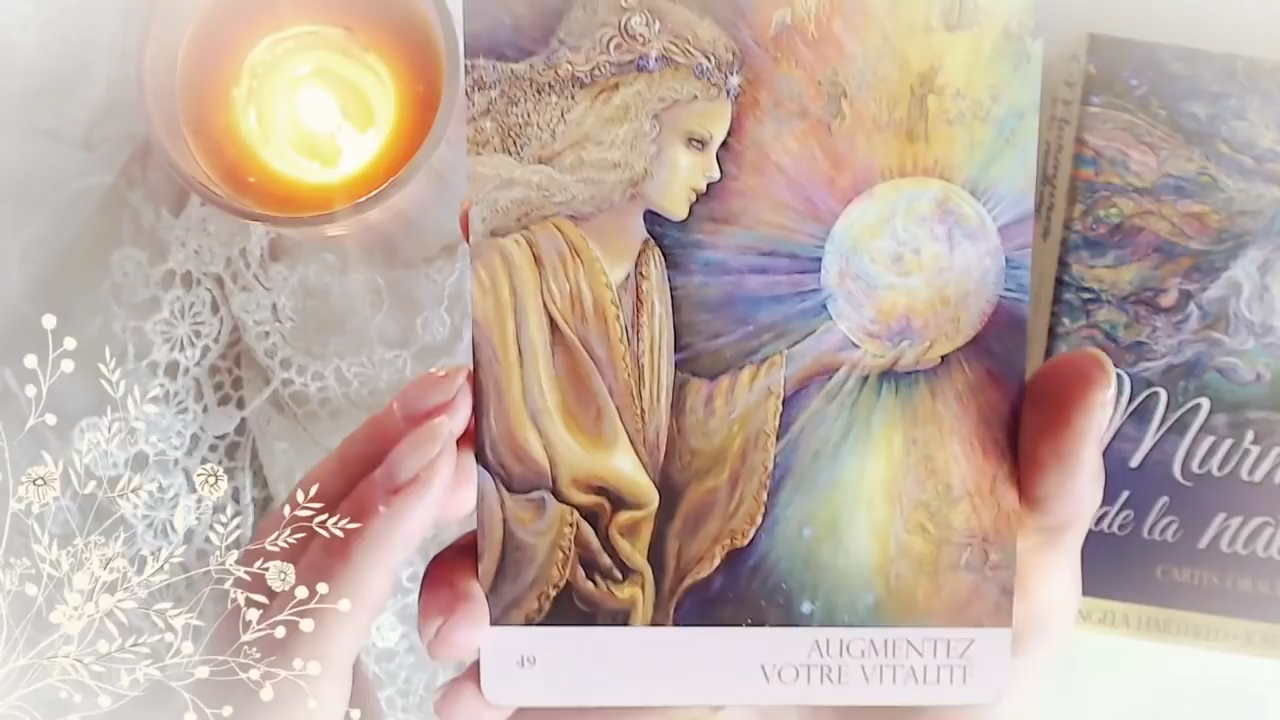 49
AUGMENTEZ
VOTRE VITALITÉ
Murm
de la na
CARTES ORAC
NGELA HARTFIELD